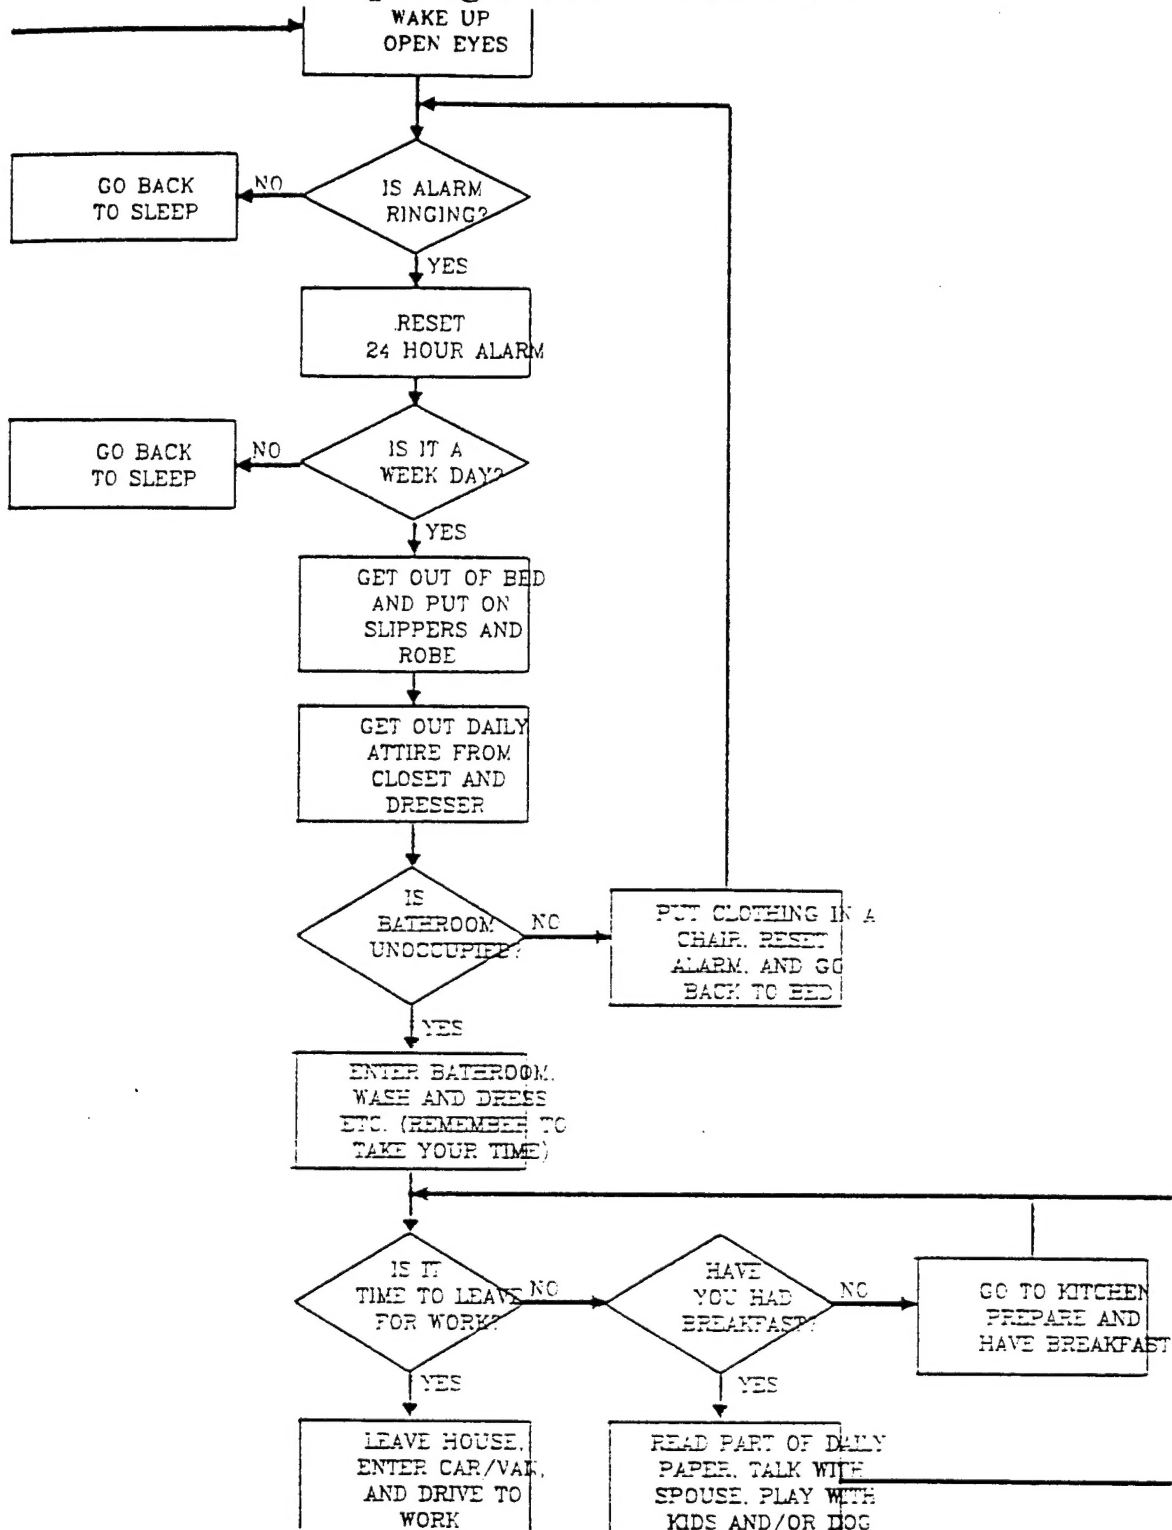 WAKE UP
OPEN EYES
GO BACK
TO SLEEP
NO
IS ALARM
RINGING?
YES
RESET
24 HOUR ALARM
GO BACK
TO SLEEP
NO
IS IT A
WEEK DAY?
YES
GET OUT OF BED
AND PUT ON
SLIPPERS AND
ROBE
GET OUT DAILY
ATTIRE FROM
CLOSET AND
DRESSER
IS
BATHROOM
UNOCCUPIED?
NO
PUT CLOTHING IN A
CHAIR, RESET
ALARM, AND GO
BACK TO BED
YES
ENTER BATHROOM,
WASH AND DRESS
ETC. (REMEMBER TO
TAKE YOUR TIME)
IS IT
TIME TO LEAVE
FOR WORK?
NO
HAVE
YOU HAD
BREAKFAST?
NO
GO TO KITCHEN
PREPARE AND
HAVE BREAKFAST
YES
YES
LEAVE HOUSE,
ENTER CAR/VAN,
AND DRIVE TO
WORK
READ PART OF DAILY
PAPER, TALK WITH
SPOUSE, PLAY WITH
KIDS AND/OR DOG